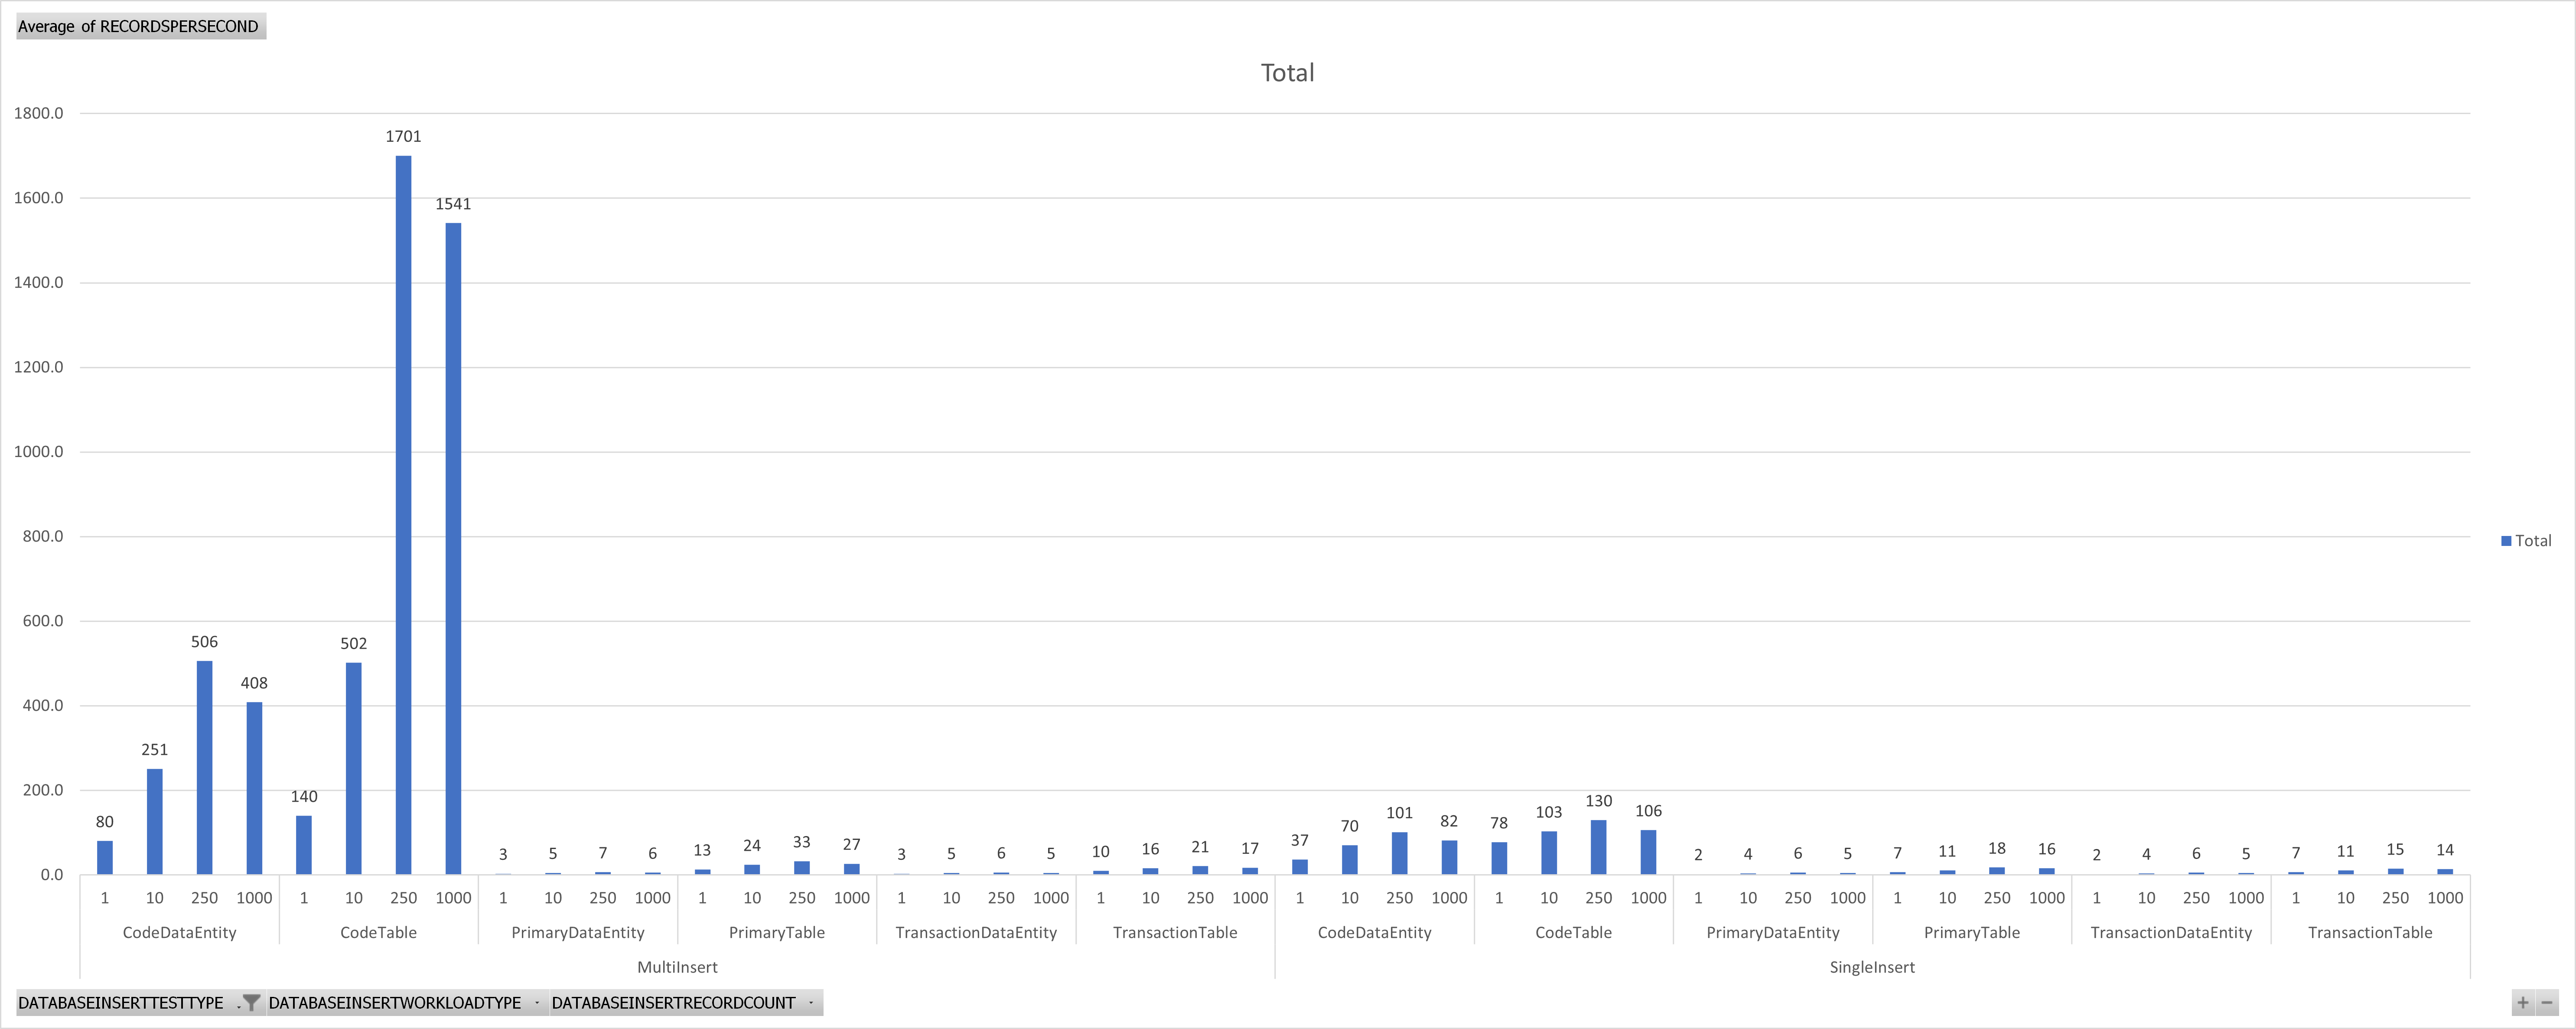 Average of RECORDSPERSECOND
Total
1800.0
1701
1600.0
1541
1400.0
1200.0
1000.0
800.0
Total
600.0
506
502
408
400.0
251
200.0
80
140
3 5 7 6 13 24 33 27 3 5 6 5 10 16 21 17 37 70 101 82 78 103 130 106 2 4 6 5 7 11 18 16 2 4 6 5 7 11 15 14
0.0
1 10 250 1000 1 10 250 1000 1 10 250 1000 1 10 250 1000 1 10 250 1000 1 10 250 1000 1 10 250 1000 1 10 250 1000 1 10 250 1000 1 10 250 1000 1 10 250 1000 1 10 250 1000
CodeDataEntity CodeTable PrimaryDataEntity PrimaryTable TransactionDataEntity TransactionTable CodeDataEntity CodeTable PrimaryDataEntity PrimaryTable TransactionDataEntity TransactionTable
MultiInsert SingleInsert
DATABASEINSERTTESTTYPE DATABASEINSERTWORKLOADTYPE DATABASEINSERTRECORDCOUNT + −